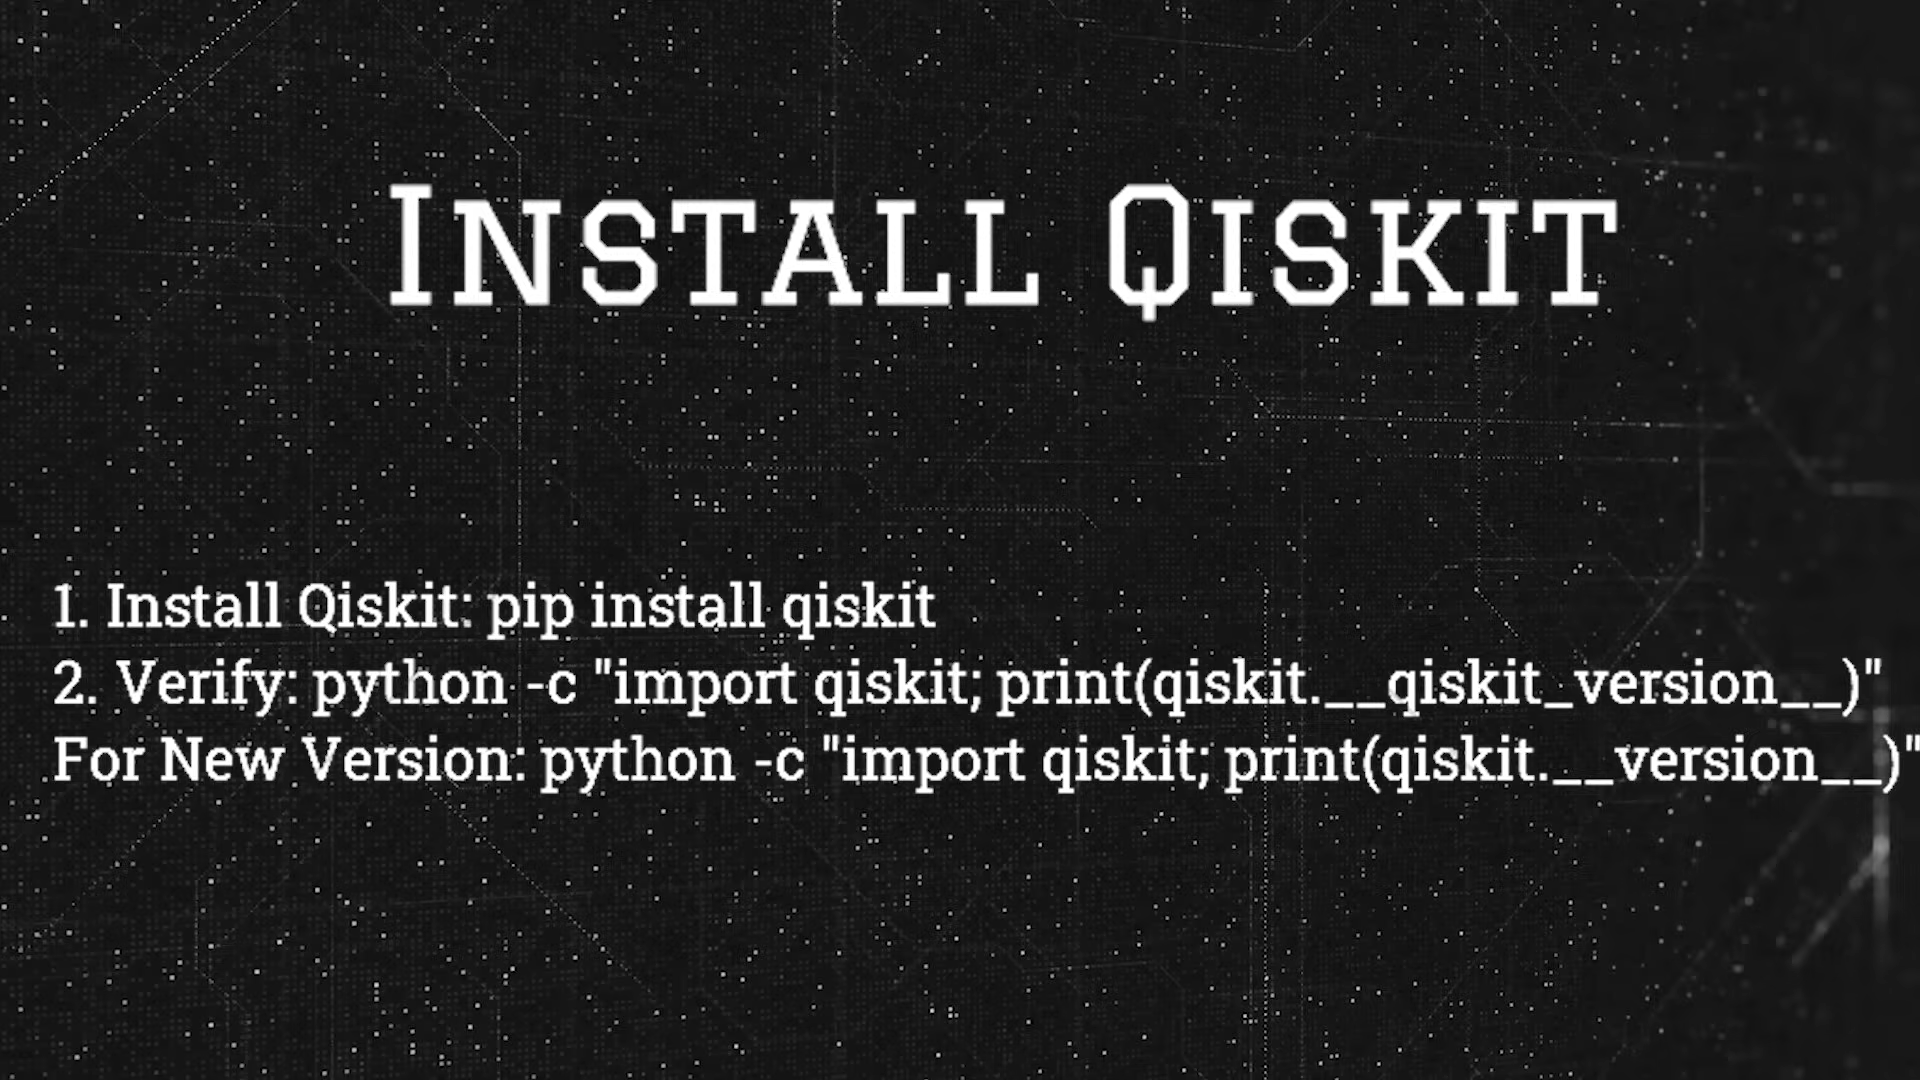 Install Qiskit
1. Install Qiskit: pip install qiskit
2. Verify: python -c "import qiskit; print(qiskit.__qiskit_version__)"
For New Version: python -c "import qiskit; print(qiskit.__version__)"